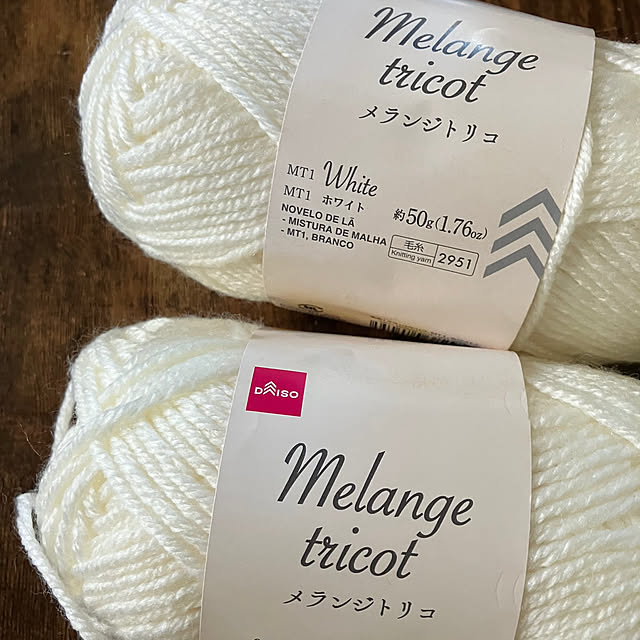 Melange
tricot
メランジトリコ
MT1 White
MT1 ホワイト
約50g(1.76oz)
NOVELO DE LÃ
- MISTURA DE MALHA
- MT1, BRANCO
毛糸
Knitting yarn
2951
DAISO
Melange
tricot
メランジトリコ